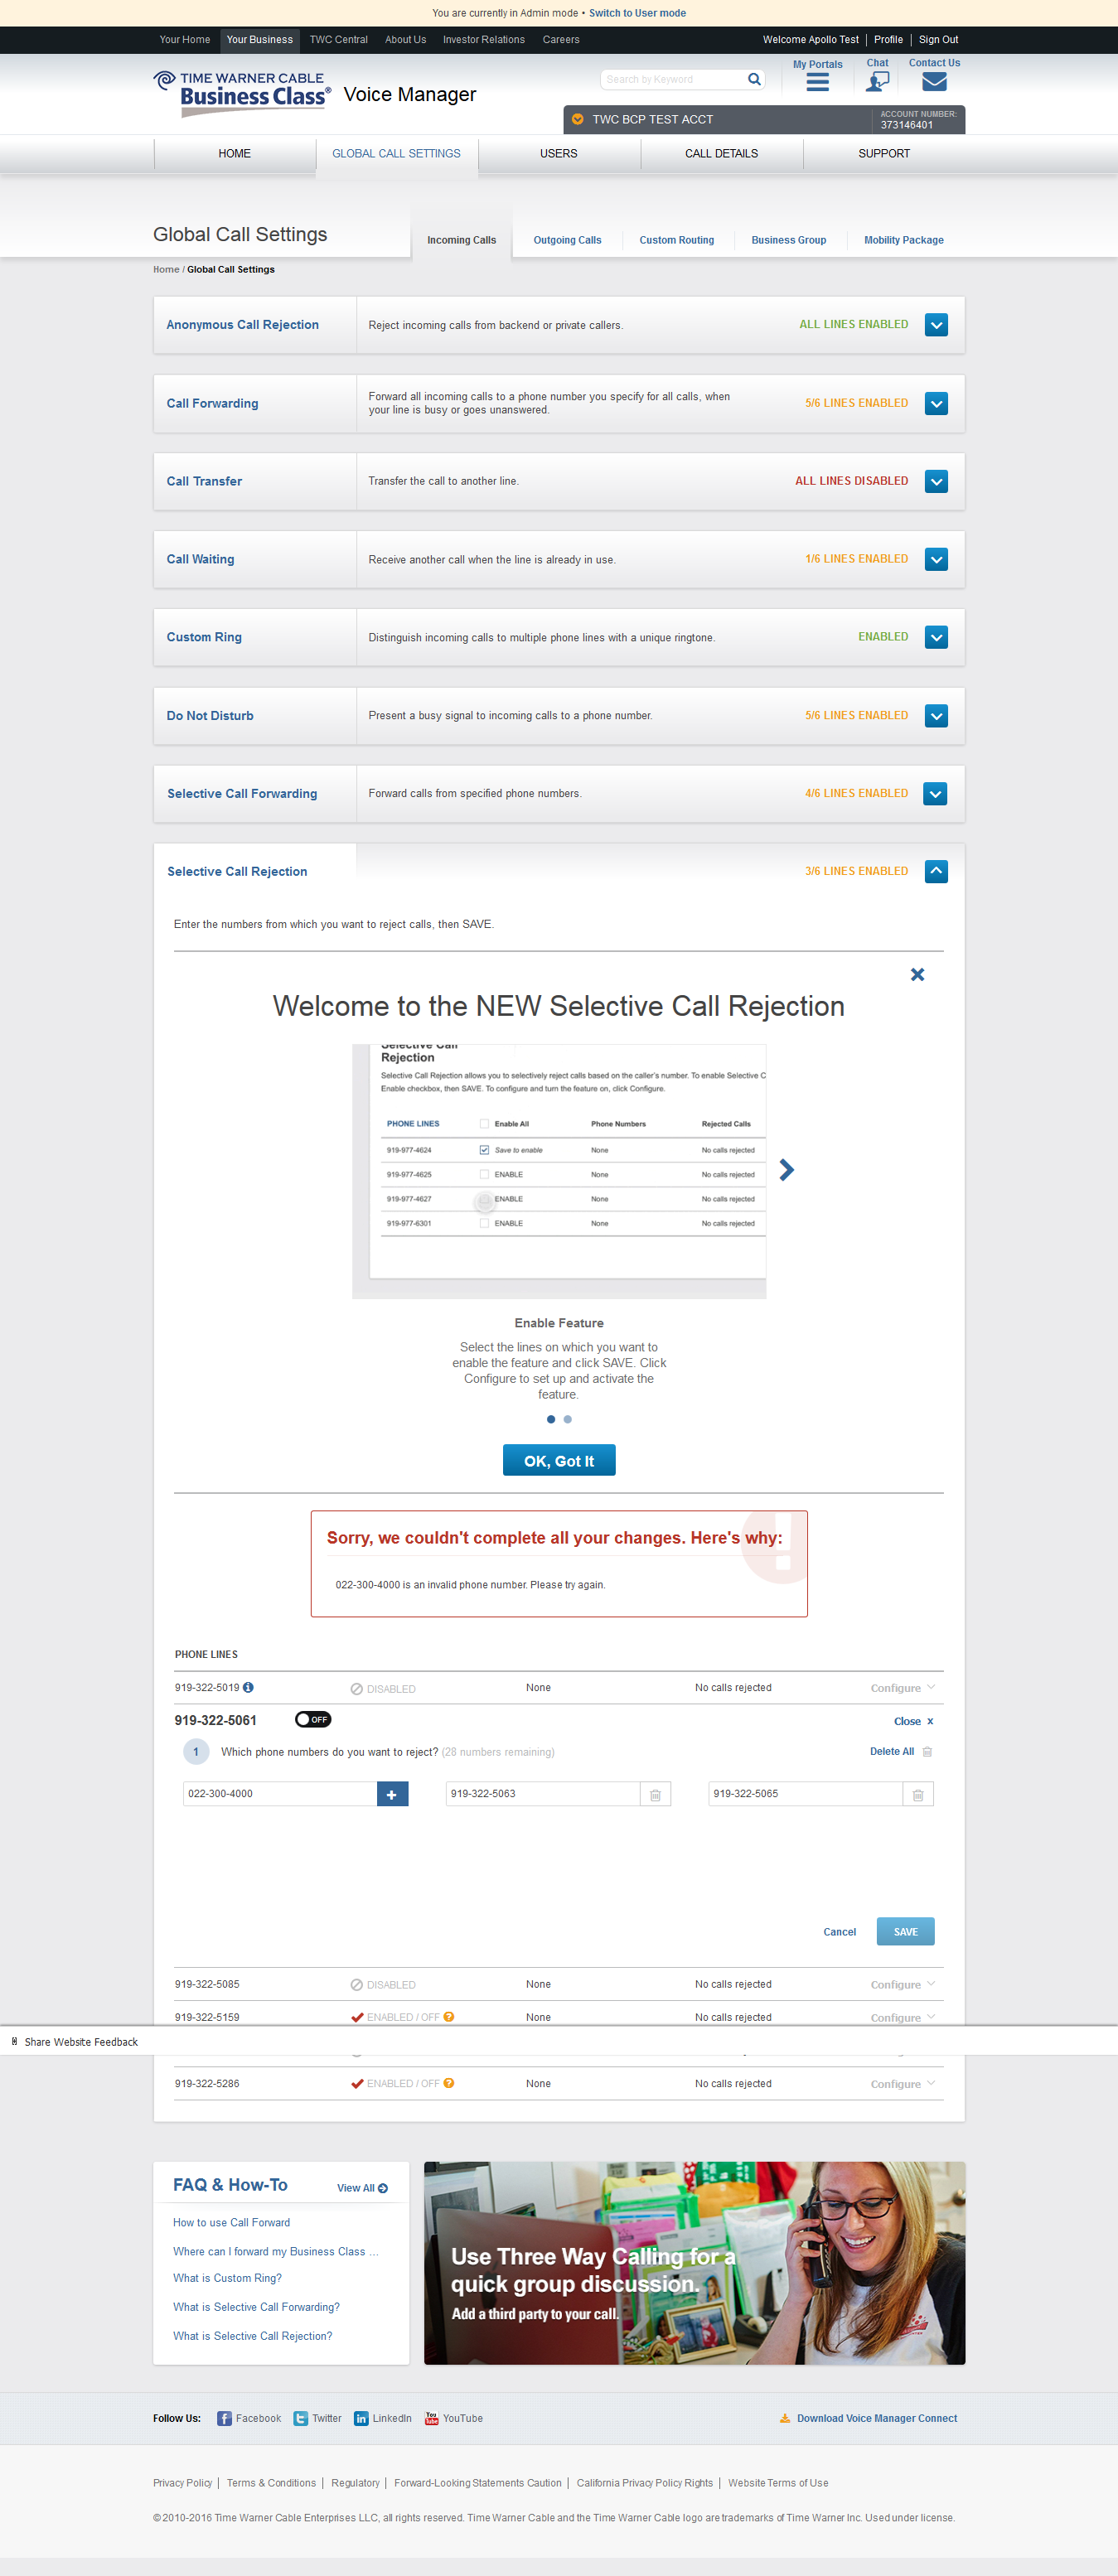 You are currently in Admin mode • Switch to User mode
Your Home Your Business TWC Central About Us Investor Relations Careers Welcome Apollo Test Profile Sign Out
TIME WARNER CABLE
Business Class®
Voice Manager
Search by Keyword
My Portals Chat Contact Us
TWC BCP TEST ACCT
ACCOUNT NUMBER:
373146401
HOME GLOBAL CALL SETTINGS USERS CALL DETAILS SUPPORT
Global Call Settings
Incoming Calls Outgoing Calls Custom Routing Business Group Mobility Package
Home / Global Call Settings
Anonymous Call Rejection Reject incoming calls from backend or private callers. ALL LINES ENABLED
Call Forwarding Forward all incoming calls to a phone number you specify for all calls, when
your line is busy or goes unanswered. 5/6 LINES ENABLED
Call Transfer Transfer the call to another line. ALL LINES DISABLED
Call Waiting Receive another call when the line is already in use. 1/6 LINES ENABLED
Custom Ring Distinguish incoming calls to multiple phone lines with a unique ringtone. ENABLED
Do Not Disturb Present a busy signal to incoming calls to a phone number. 5/6 LINES ENABLED
Selective Call Forwarding Forward calls from specified phone numbers. 4/6 LINES ENABLED
Selective Call Rejection 3/6 LINES ENABLED
Enter the numbers from which you want to reject calls, then SAVE.
Welcome to the NEW Selective Call Rejection
Selective Call
Rejection
Selective Call Rejection allows you to selectively reject calls based on the caller's number. To enable Selective C
Enable checkbox, then SAVE. To configure and turn the feature on, click Configure.
PHONE LINES Enable All Phone Numbers Rejected Calls
919-977-4624 Save to enable None No calls rejected
919-977-4625 ENABLE None No calls rejected
919-977-4627 ENABLE None No calls rejected
919-977-6301 ENABLE None No calls rejected
Enable Feature
Select the lines on which you want to
enable the feature and click SAVE. Click
Configure to set up and activate the
feature.
OK, Got It
Sorry, we couldn't complete all your changes. Here's why:
022-300-4000 is an invalid phone number. Please try again.
PHONE LINES
919-322-5019 DISABLED None No calls rejected Configure
919-322-5061 OFF Close x
1 Which phone numbers do you want to reject? (28 numbers remaining) Delete All
022-300-4000 919-322-5063 919-322-5065
Cancel SAVE
919-322-5085 DISABLED None No calls rejected Configure
919-322-5159 ENABLED / OFF None No calls rejected Configure
Share Website Feedback
919-322-5286 ENABLED / OFF None No calls rejected Configure
FAQ & How-To View All
How to use Call Forward
Where can I forward my Business Class ...
What is Custom Ring?
What is Selective Call Forwarding?
What is Selective Call Rejection?
Use Three Way Calling for a
quick group discussion.
Add a third party to your call.
Follow Us: Facebook Twitter LinkedIn YouTube Download Voice Manager Connect
Privacy Policy Terms & Conditions Regulatory Forward-Looking Statements Caution California Privacy Policy Rights Website Terms of Use
© 2010-2016 Time Warner Cable Enterprises LLC, all rights reserved. Time Warner Cable and the Time Warner Cable logo are trademarks of Time Warner Inc. Used under license.